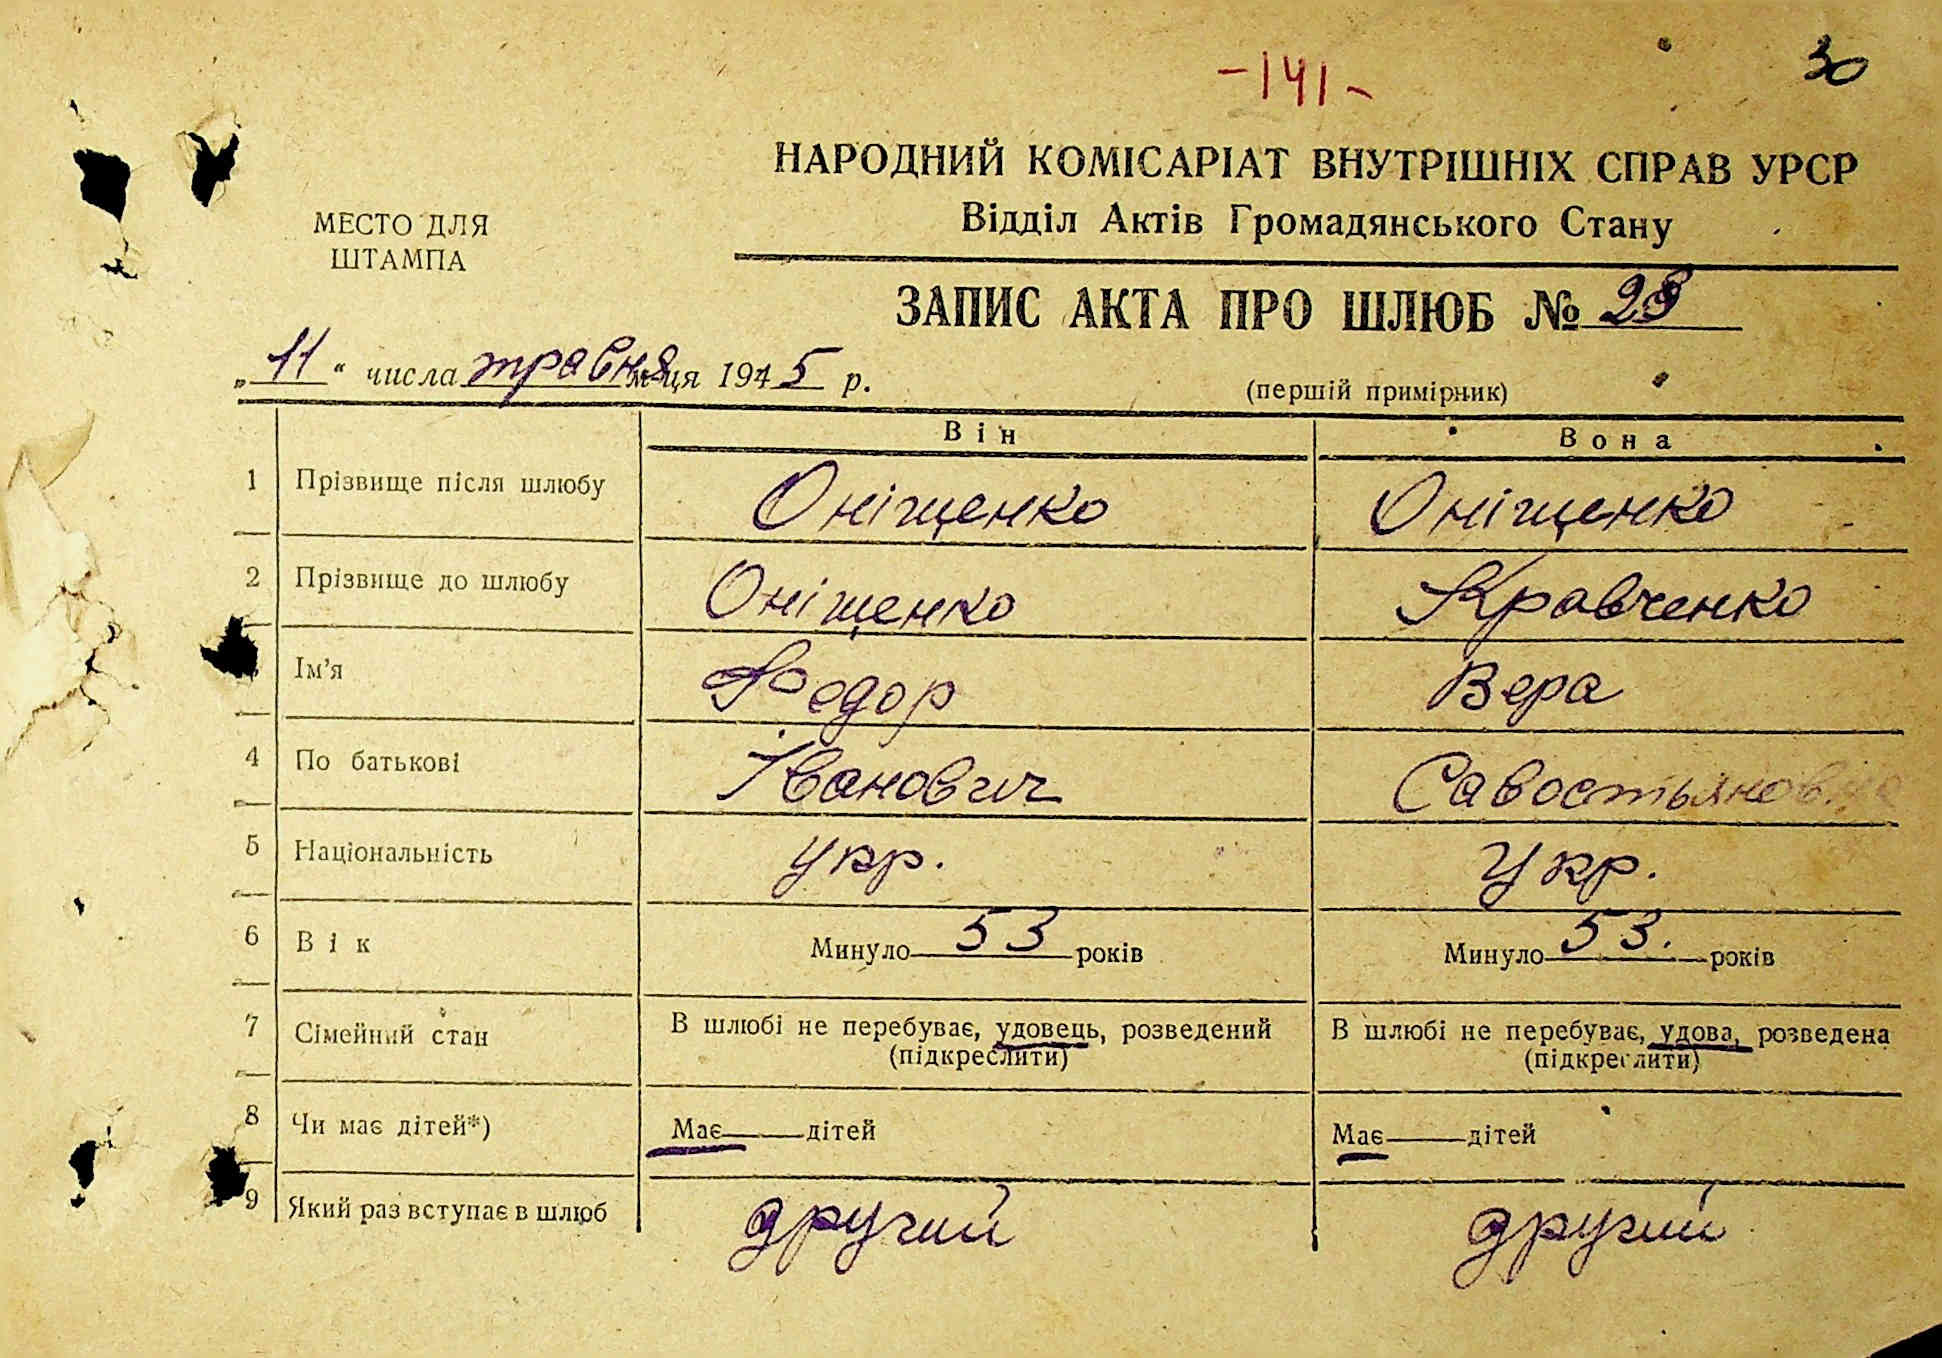 -141-
30
НАРОДНИЙ КОМІСАРІАТ ВНУТРІШНІХ СПРАВ УРСР
Відділ Актів Громадянського Стану
МЕСТО ДЛЯ
ШТАМПА
ЗАПИС АКТА ПРО ШЛЮБ № 28
„11“ числа травня м-ця 1945 р.
(першій примірник)
Він Вона
1 Прізвище після шлюбу Оніщенко Оніщенко
2 Прізвище до шлюбу Оніщенко Кравченко
Ім'я Федор Вера
4 По батькові Іванович Савостьяновна
5 Національність укр. Укр.
6 Вік Минуло 53 років Минуло 53. років
7 Сімейний стан В шлюбі не перебуває, удовець, розведений В шлюбі не перебуває, удова, розведена
(підкреслити) (підкреслити)
8 Чи має дітей*) Має дітей Має дітей
9 Який раз вступає в шлюб другий другий